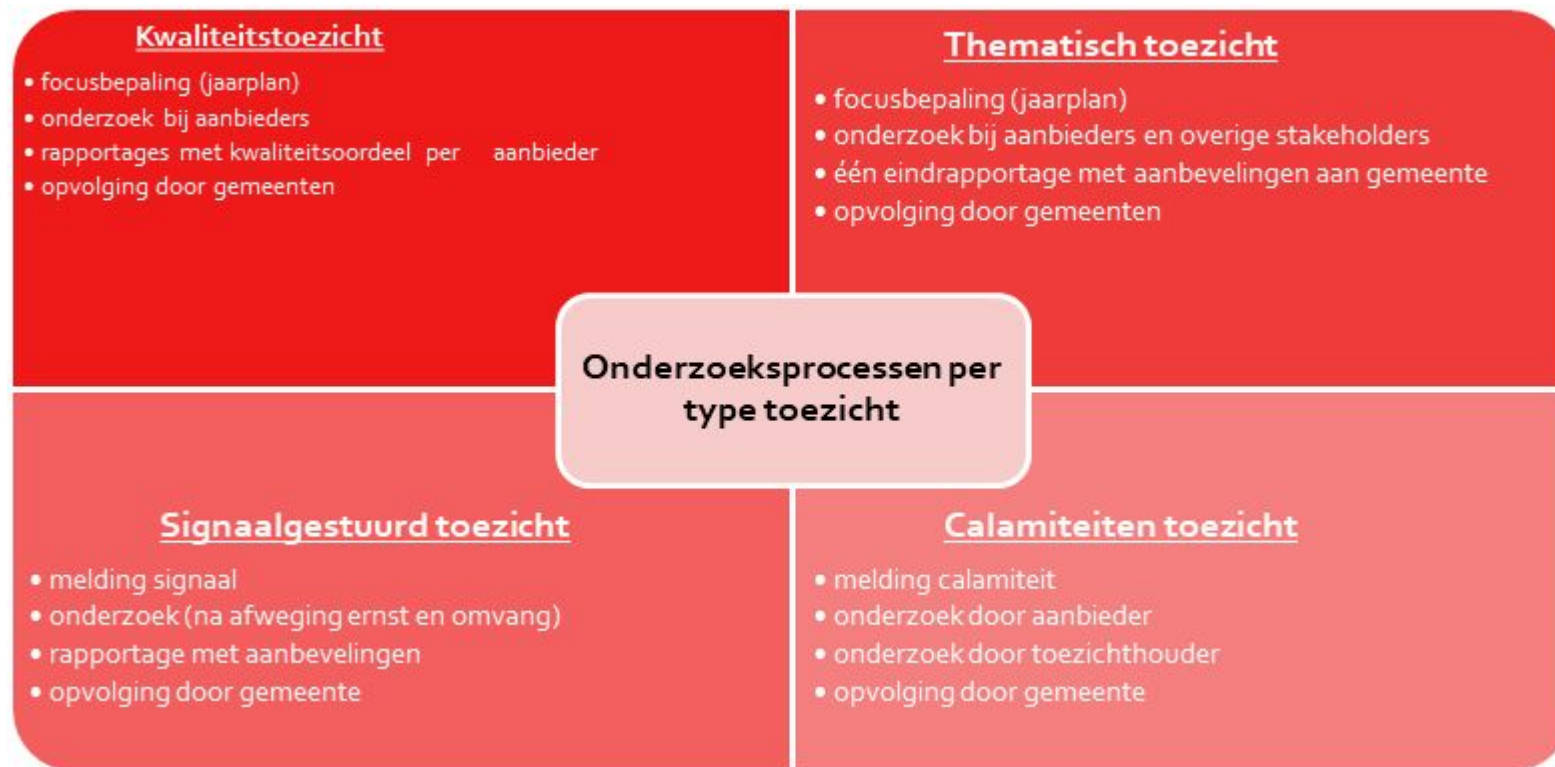 Kwaliteitstoezicht
• focusbepaling (jaarplan)
• onderzoek bij aanbieders
• rapportages met kwaliteitsoordeel per aanbieder
• opvolging door gemeenten
Thematisch toezicht
• focusbepaling (jaarplan)
• onderzoek bij aanbieders en overige stakeholders
• één eindrapportage met aanbevelingen aan gemeente
• opvolging door gemeenten
Onderzoeksprocessen per
type toezicht
Signaalgestuurd toezicht
• melding signaal
• onderzoek (na afweging ernst en omvang)
• rapportage met aanbevelingen
• opvolging door gemeente
Calamiteiten toezicht
• melding calamiteit
• onderzoek door aanbieder
• onderzoek door toezichthouder
• opvolging door gemeente